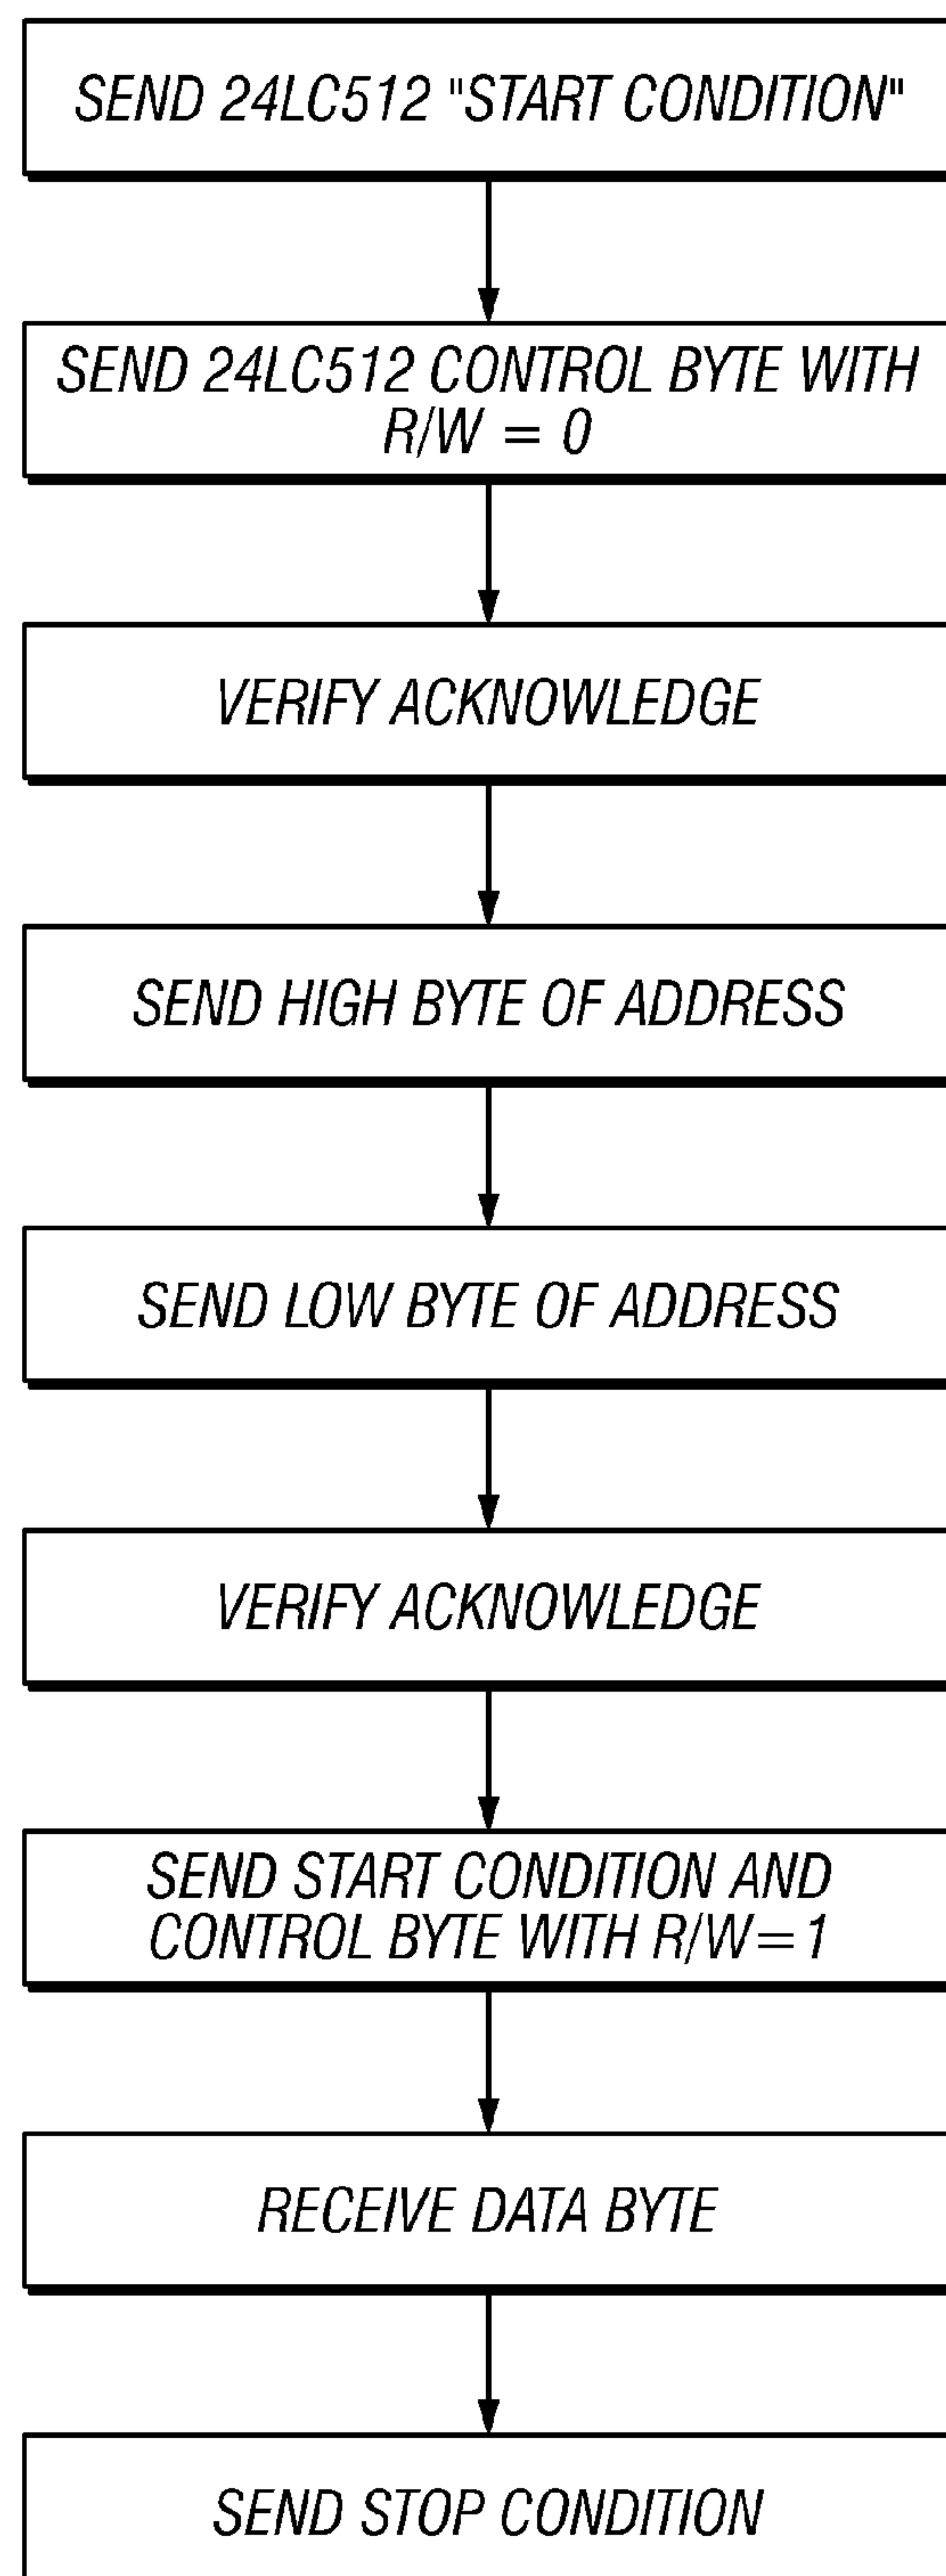 SEND 24LC512 "START CONDITION"
SEND 24LC512 CONTROL BYTE WITH
R/W = 0
VERIFY ACKNOWLEDGE
SEND HIGH BYTE OF ADDRESS
SEND LOW BYTE OF ADDRESS
VERIFY ACKNOWLEDGE
SEND START CONDITION AND
CONTROL BYTE WITH R/W=1
RECEIVE DATA BYTE
SEND STOP CONDITION